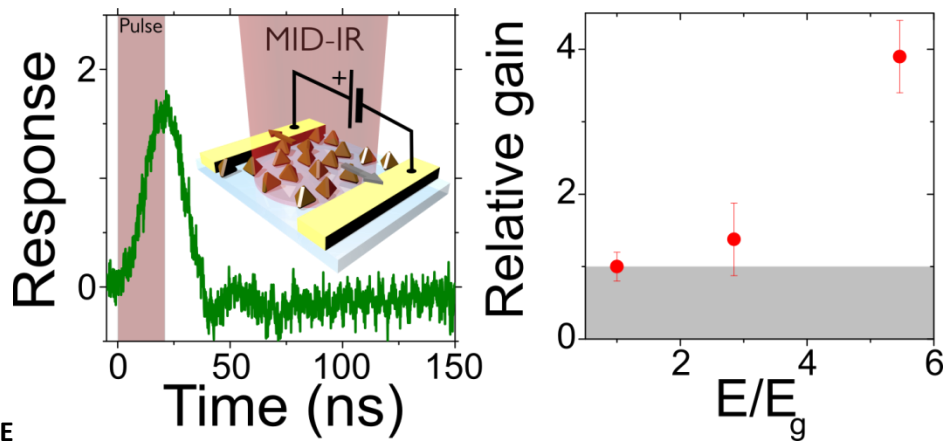 Pulse
MID-IR
+
2
0
Response
0
50
100
150
Time (ns)
4
2
0
Relative gain
2
4
6
E/Eg
E